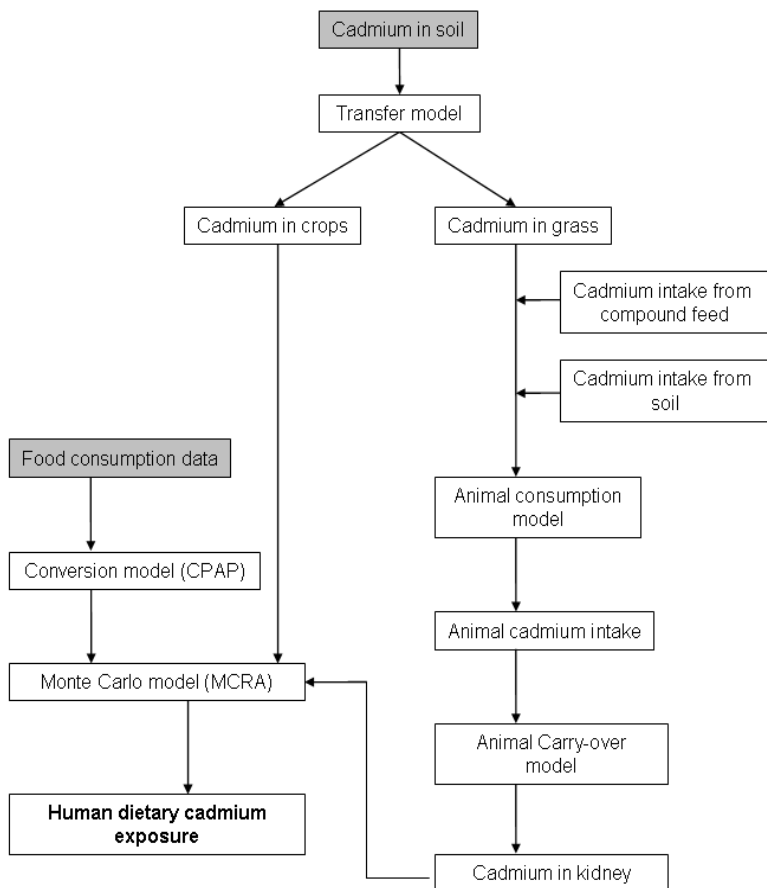 Cadmium in soil
Transfer model
Cadmium in crops
Cadmium in grass
Cadmium intake from
compound feed
Cadmium intake from
soil
Food consumption data
Animal consumption
model
Conversion model (CPAP)
Animal cadmium intake
Monte Carlo model (MCRA)
Animal Carry-over
model
Human dietary cadmium
exposure
Cadmium in kidney